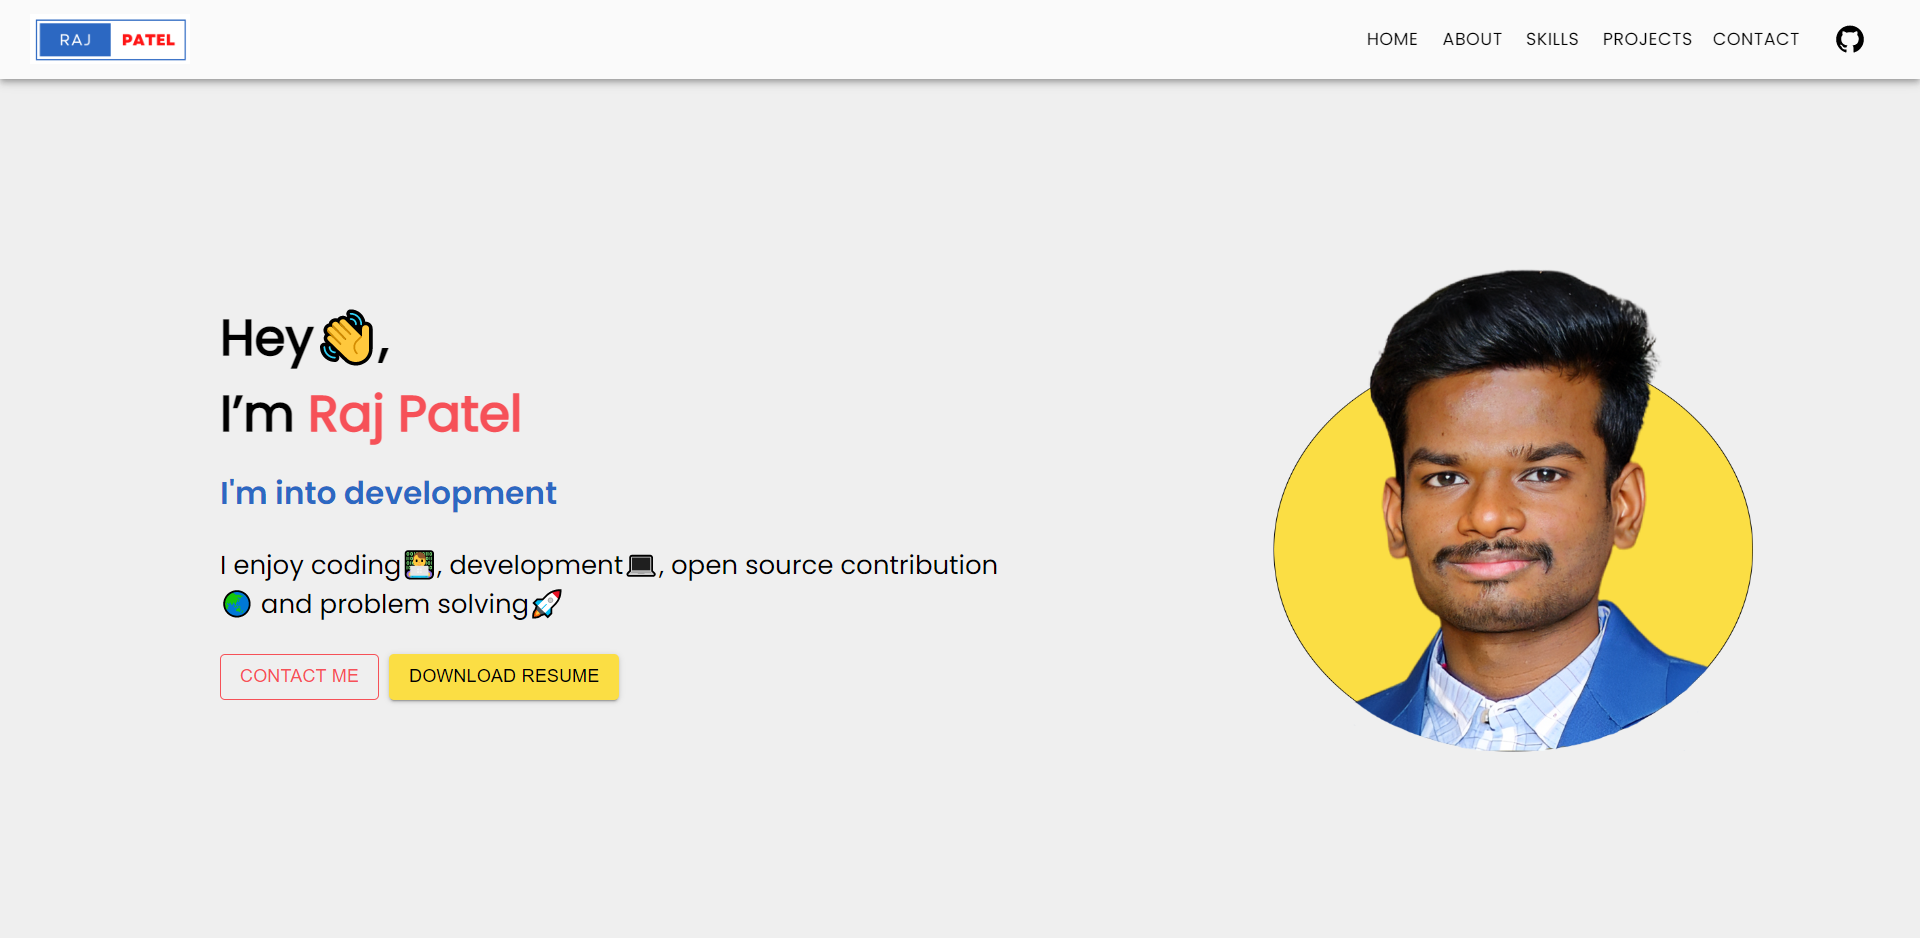 RAJ PATEL
HOME ABOUT SKILLS PROJECTS CONTACT
Hey👋,
I’m Raj Patel
I'm into development
I enjoy coding👨‍💻, development💻, open source contribution
🌏 and problem solving🚀
CONTACT ME DOWNLOAD RESUME